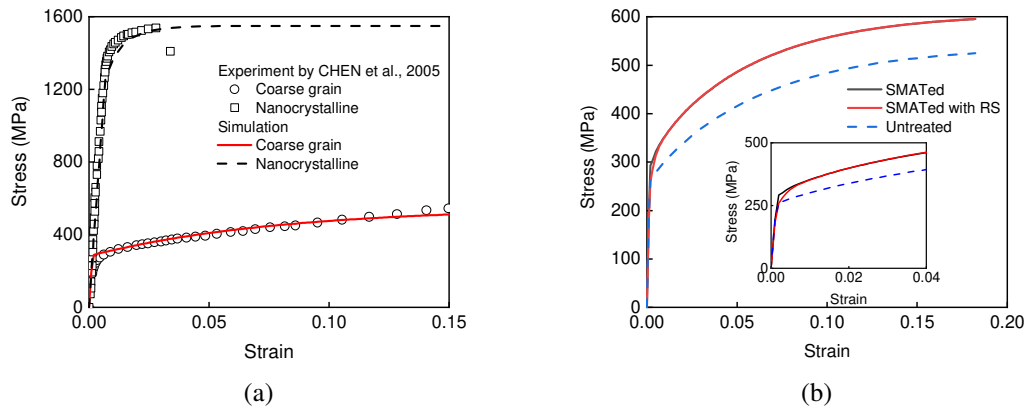 1600
1200
800
400
0
Stress (MPa)
Experiment by CHEN et al., 2005
Coarse grain
Nanocrystalline
Simulation
Coarse grain
Nanocrystalline
0.00 0.05 0.10 0.15
Strain
(a)
600
500
400
300
200
100
0
Stress (MPa)
SMATed
SMATed with RS
Untreated
500
250
0
Stress (MPa)
0.00 0.02 0.04
Strain
0.00 0.05 0.10 0.15 0.20
Strain
(b)